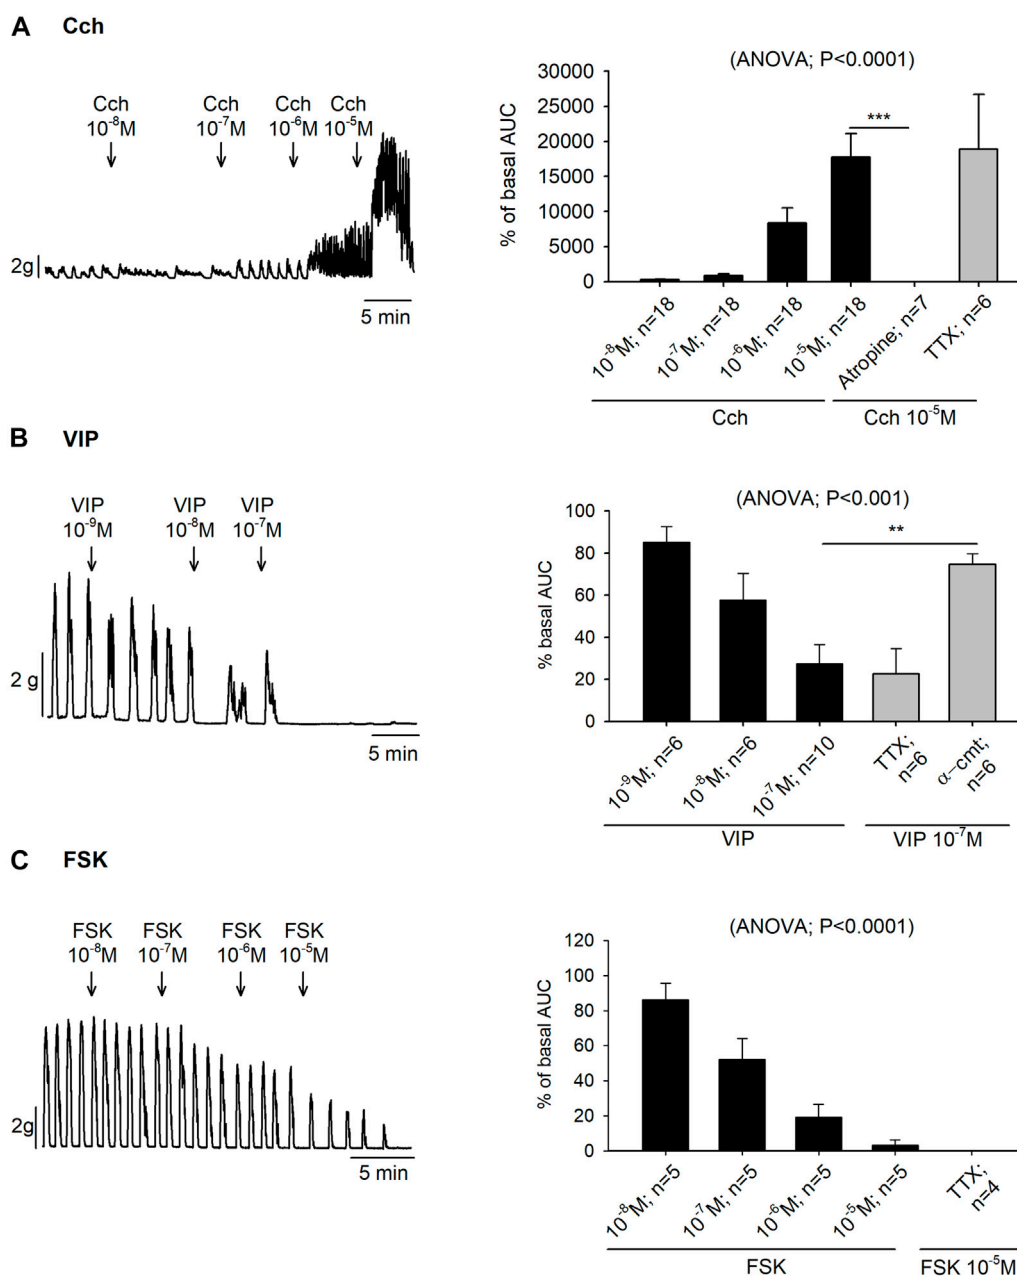 A Cch
Cch Cch Cch Cch
10⁻⁸M 10⁻⁷M 10⁻⁶M 10⁻⁵M
2g
5 min
(ANOVA; P<0.0001)
% of basal AUC
30000
25000
20000
15000
10000
5000
0
***
10⁻⁸M; n=18
10⁻⁷M; n=18
10⁻⁶M; n=18
10⁻⁵M; n=18
Atropine; n=7
TTX; n=6
Cch Cch 10⁻⁵M
B VIP
VIP VIP VIP
10⁻⁹M 10⁻⁸M 10⁻⁷M
2 g
5 min
(ANOVA; P<0.001)
% basal AUC
100
80
60
40
20
0
**
10⁻⁹M; n=6
10⁻⁸M; n=6
10⁻⁷M; n=10
TTX;
n=6
α−cmt;
n=6
VIP VIP 10⁻⁷M
C FSK
FSK FSK FSK FSK
10⁻⁸M 10⁻⁷M 10⁻⁶M 10⁻⁵M
2g
5 min
(ANOVA; P<0.0001)
% of basal AUC
120
100
80
60
40
20
0
10⁻⁸M; n=5
10⁻⁷M; n=5
10⁻⁶M; n=5
10⁻⁵M; n=5
TTX;
n=4
FSK FSK 10⁻⁵M